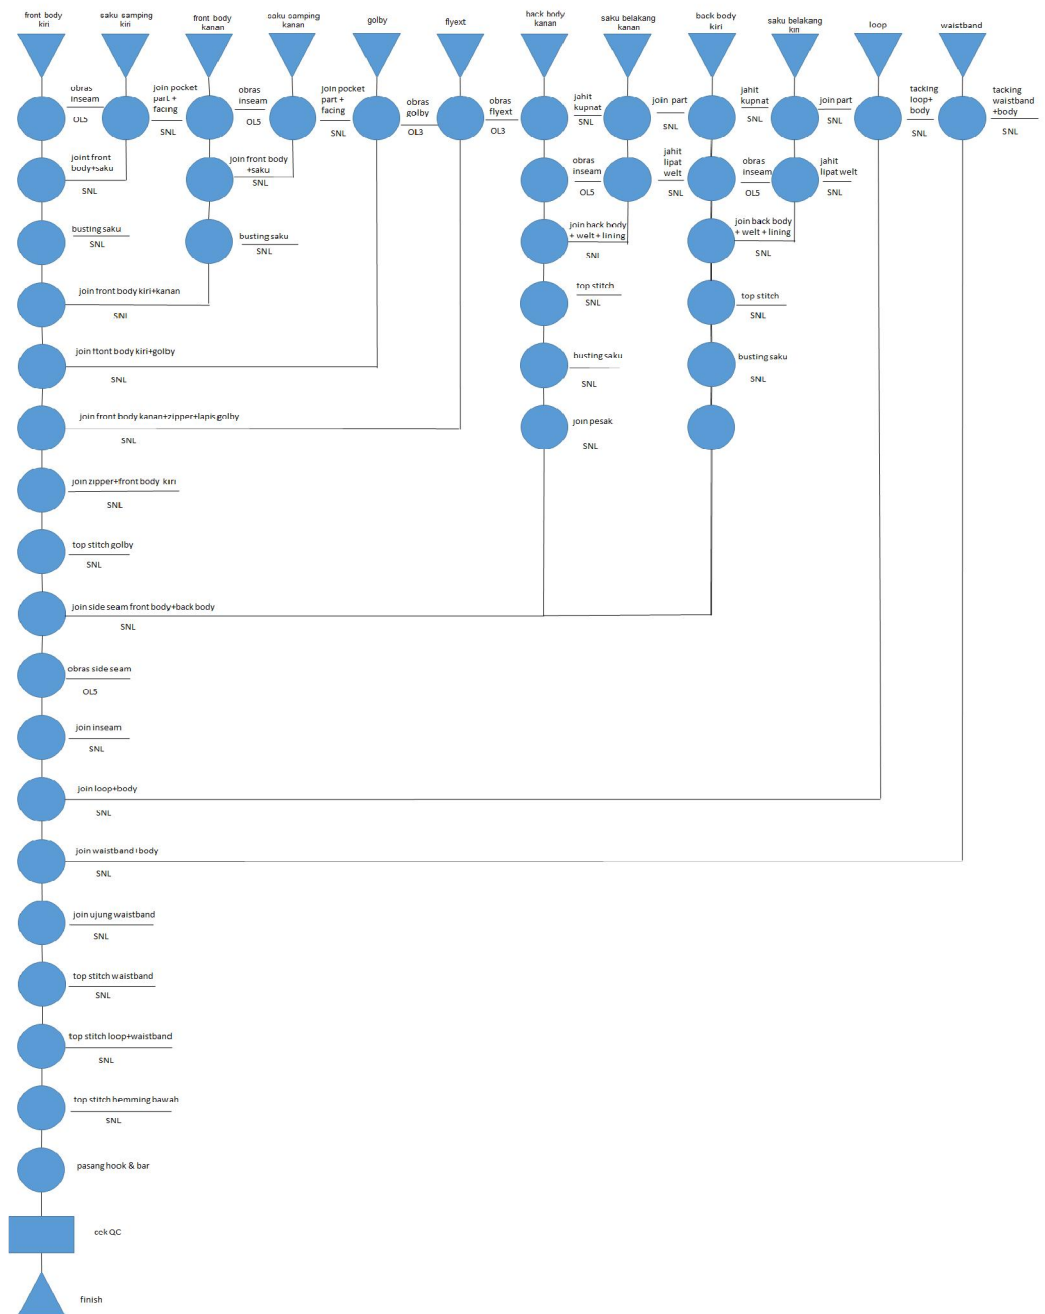 front body
kiri
saku samping
kiri
front body
kanan
saku samping
kanan
golby
flyext
back body
kanan
saku belakang
kanan
back body
kiri
saku belakang
kiri
loop
waistband
obras
inseam
OL5
join pocket
part +
facing
SNL
obras
inseam
OL5
join pocket
part +
facing
SNL
obras
golby
OL3
obras
flyext
OL3
jahit
kupnat
SNL
join part
SNL
jahit
kupnat
SNL
join part
SNL
tacking
loop+
body
SNL
tacking
waistband
+body
SNL
joint front
body+saku
SNL
join front body
+saku
SNL
obras
inseam
OL5
jahit
lipat
welt
SNL
obras
inseam
OL5
jahit
lipat welt
SNL
busting saku
SNL
busting saku
SNL
join back body
+ welt + lining
SNL
join back body
+ welt + lining
SNL
join front body kiri+kanan
SNL
top stitch
SNL
top stitch
SNL
join front body kiri+golby
SNL
busting saku
SNL
busting saku
SNL
join front body kanan+zipper+lapis golby
SNL
join pesak
SNL
join zipper+front body kiri
SNL
top stitch golby
SNL
join side seam front body+back body
SNL
obras side seam
OL5
join inseam
SNL
join loop+body
SNL
join waistband+body
SNL
join ujung waistband
SNL
top stitch waistband
SNL
top stitch loop+waistband
SNL
top stitch hemming bawah
SNL
pasang hook & bar
cek QC
finish